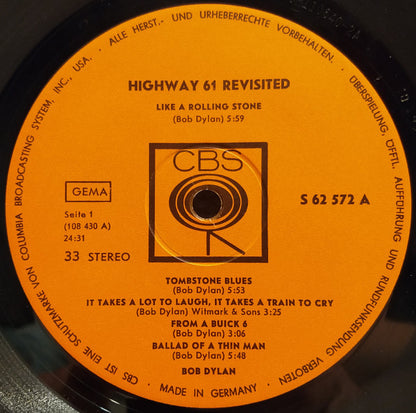 HIGHWAY 61 REVISITED
LIKE A ROLLING STONE
(Bob Dylan) 5:59
CBS
GEMA
S 62 572 A
Seite 1
(108 430 A)
24:31
33 STEREO
TOMBSTONE BLUES
(Bob Dylan) 5:53
IT TAKES A LOT TO LAUGH, IT TAKES A TRAIN TO CRY
(Bob Dylan) Witmark & Sons 3:25
FROM A BUICK 6
(Bob Dylan) 3:06
BALLAD OF A THIN MAN
(Bob Dylan) 5:48
BOB DYLAN
CBS IST EINE SCHUTZMARKE VON COLUMBIA BROADCASTING SYSTEM, INC., USA. · ALLE HERST.- UND URHEBERRECHTE VORBEHALTEN. · ÜBERSPIELUNG, ÖFFTL. AUFFÜHRUNG UND RUNDFUNKSENDUNG VERBOTEN
· MADE IN GERMANY ·